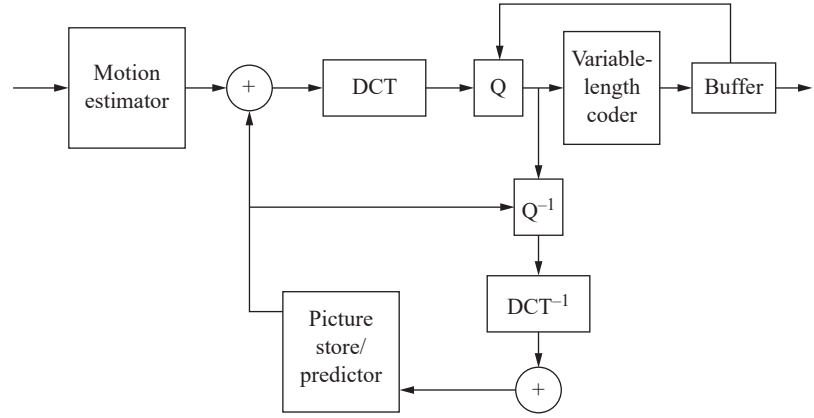 Motion
estimator
+
DCT
Q
Variable-
length
coder
Buffer
Q⁻¹
DCT⁻¹
Picture
store/
predictor
+